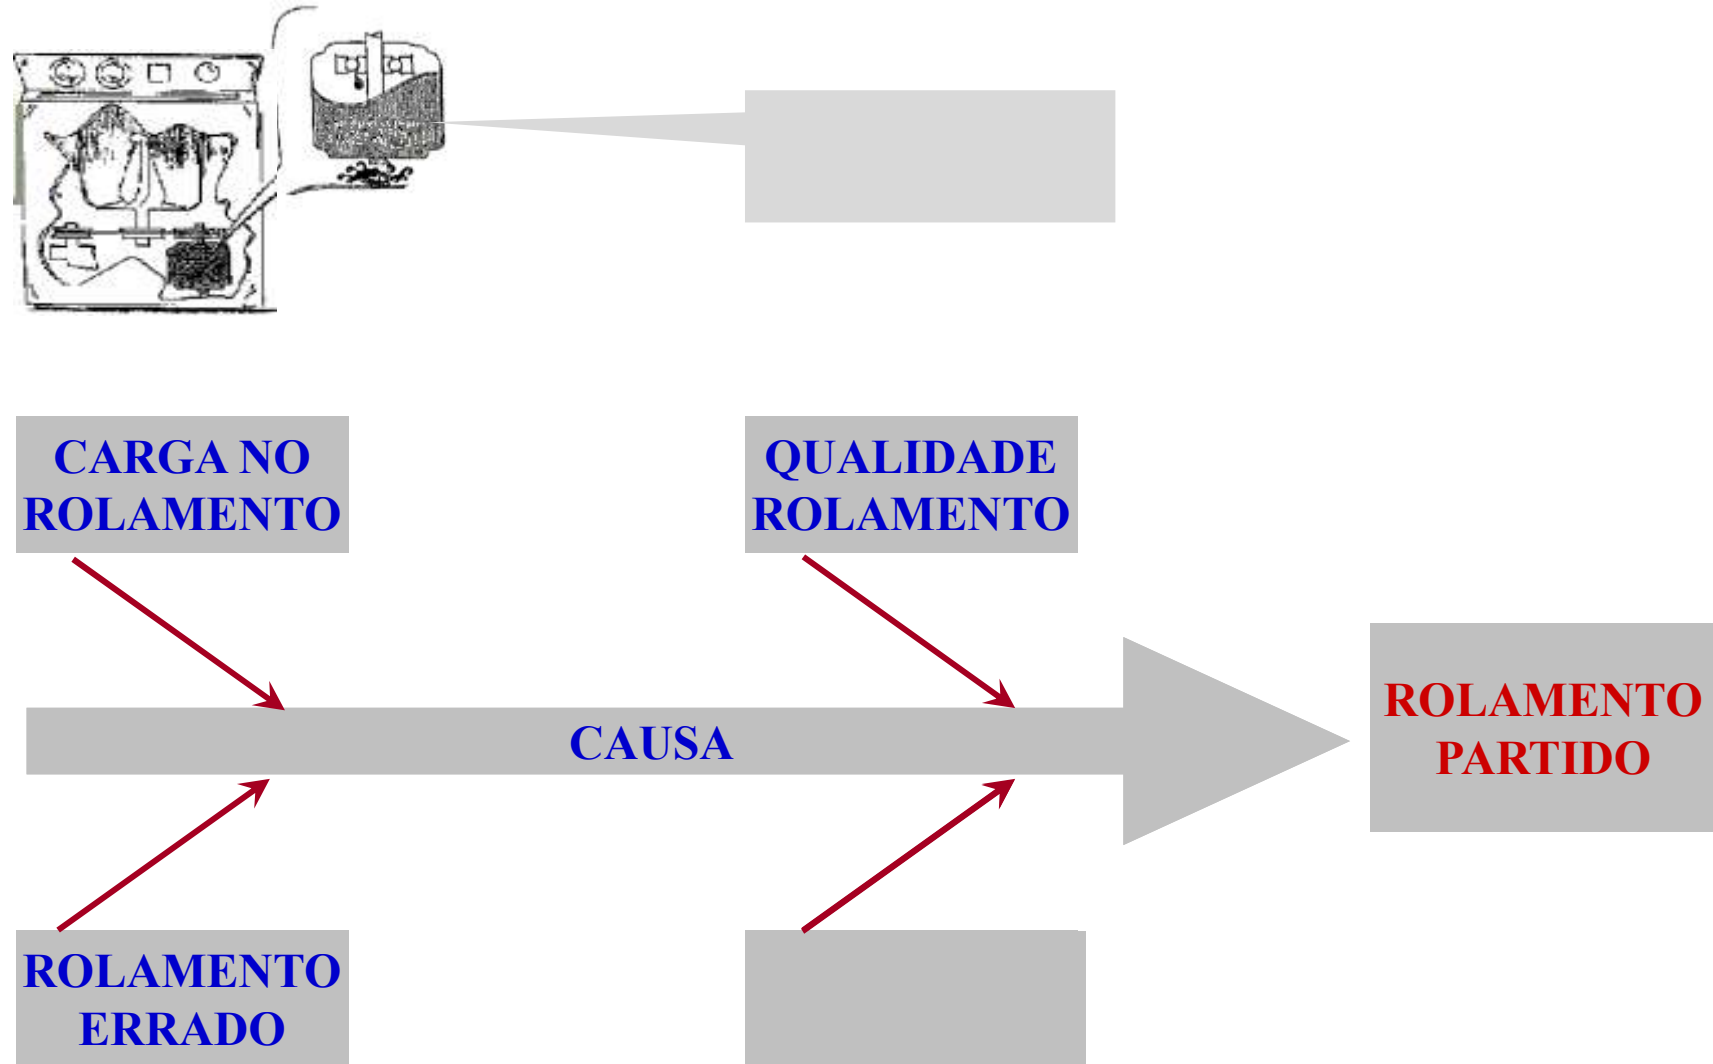 CARGA NO
ROLAMENTO
QUALIDADE
ROLAMENTO
CAUSA
ROLAMENTO
PARTIDO
ROLAMENTO
ERRADO